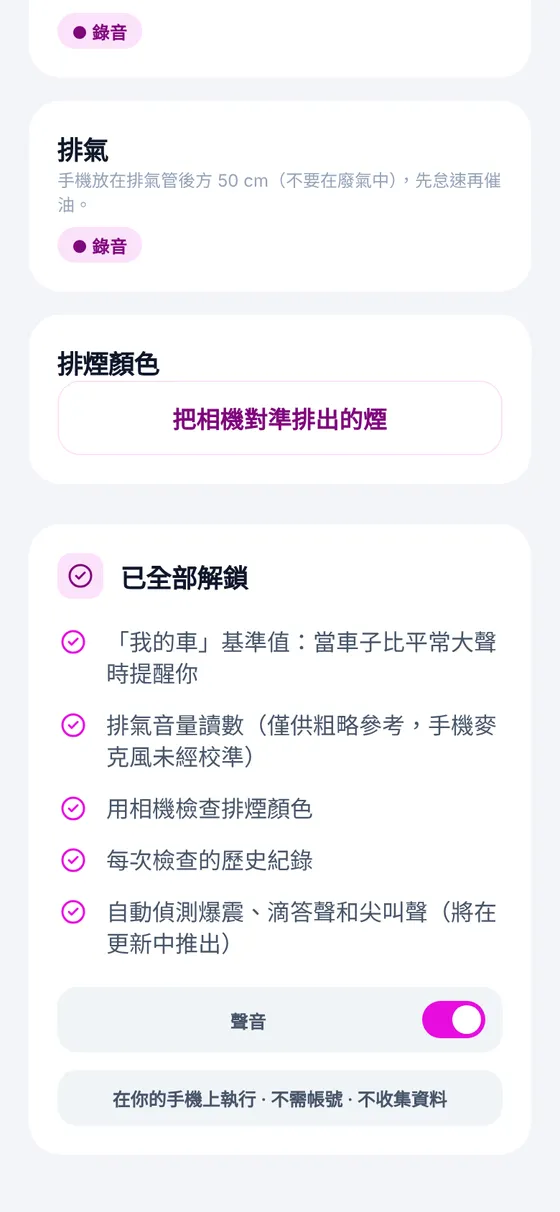 錄音
排氣
手機放在排氣管後方 50 cm（不要在廢氣中），先怠速再催
油。
錄音
排煙顏色
把相機對準排出的煙
已全部解鎖
「我的車」基準值：當車子比平常大聲
時提醒你
排氣音量讀數（僅供粗略參考，手機麥
克風未經校準）
用相機檢查排煙顏色
每次檢查的歷史紀錄
自動偵測爆震、滴答聲和尖叫聲（將在
更新中推出）
聲音
在你的手機上執行 · 不需帳號 · 不收集資料